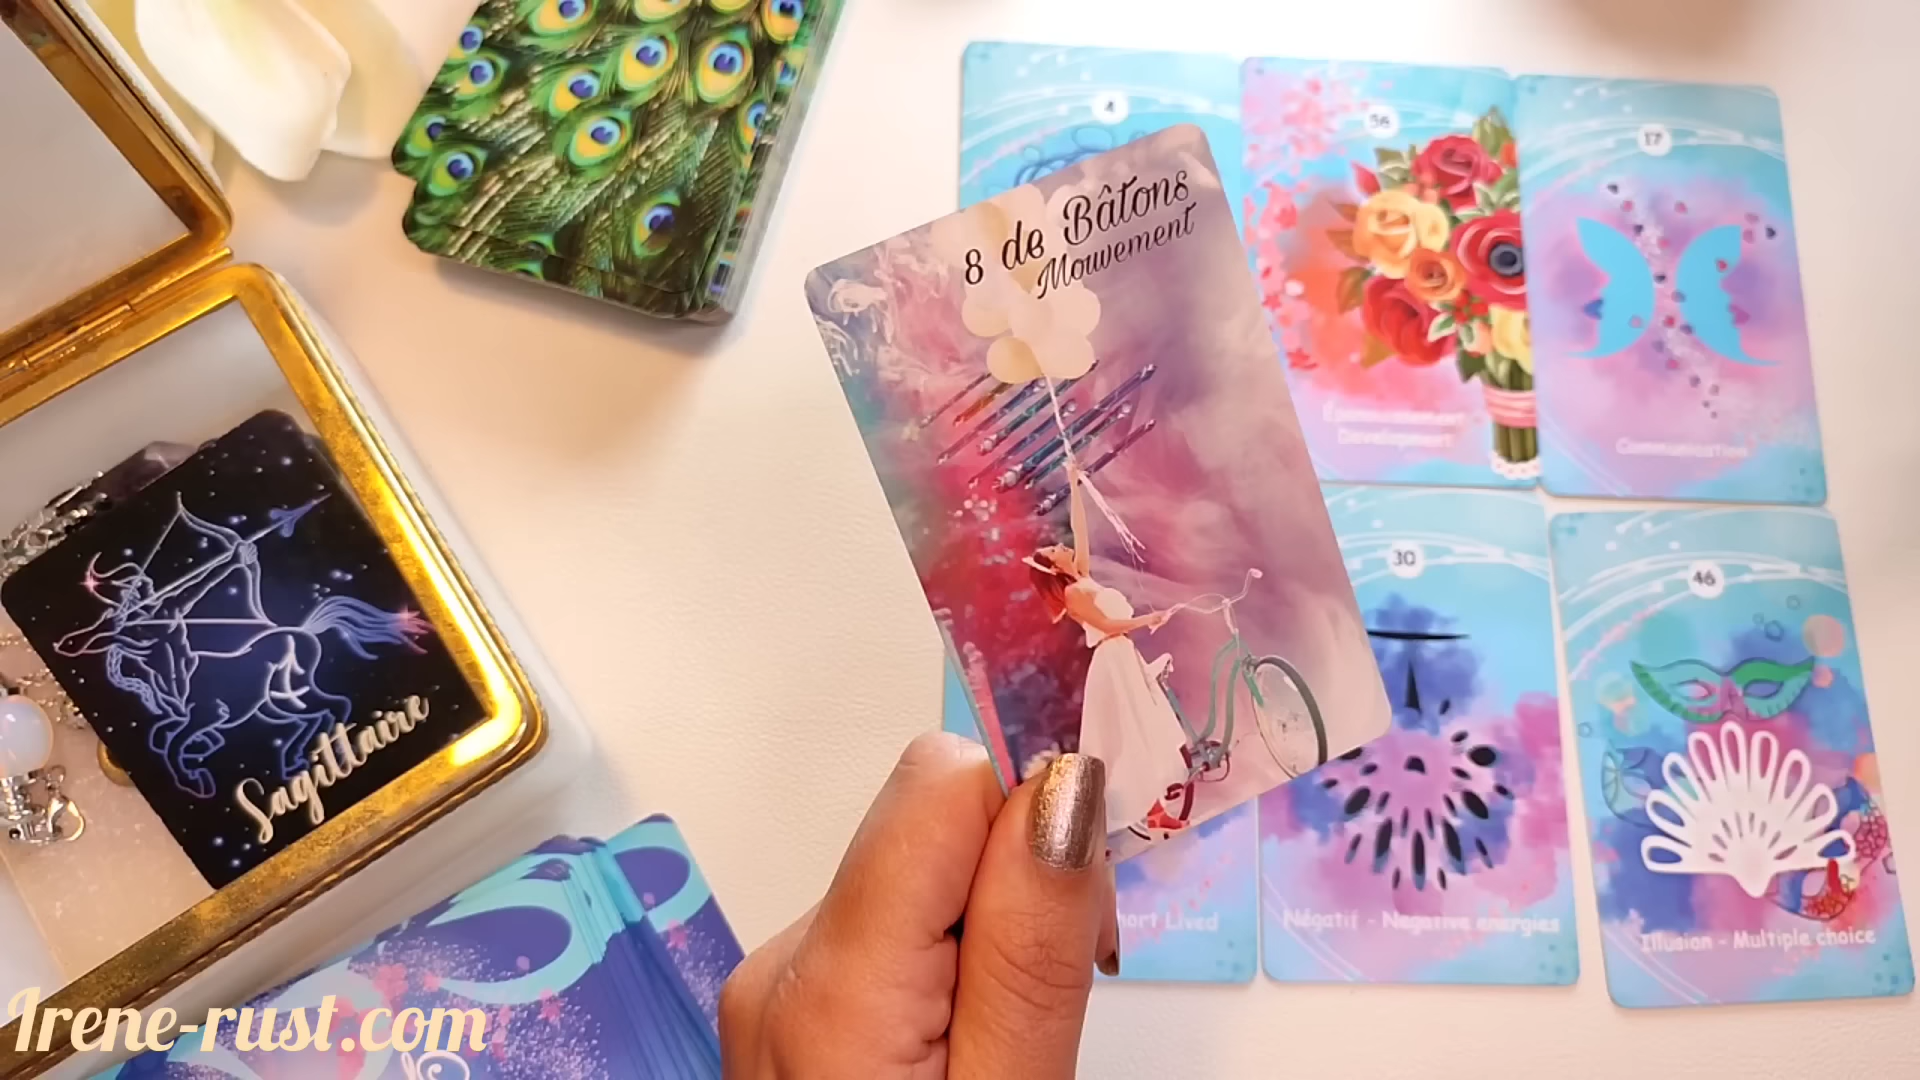 4
56
17
8 de Bâtons
Mouvement
Development
Communication
30
46
Sagittaire
hort Lived
Négatif - Negative energies
Illusion - Multiple choice
Irene-rust.com